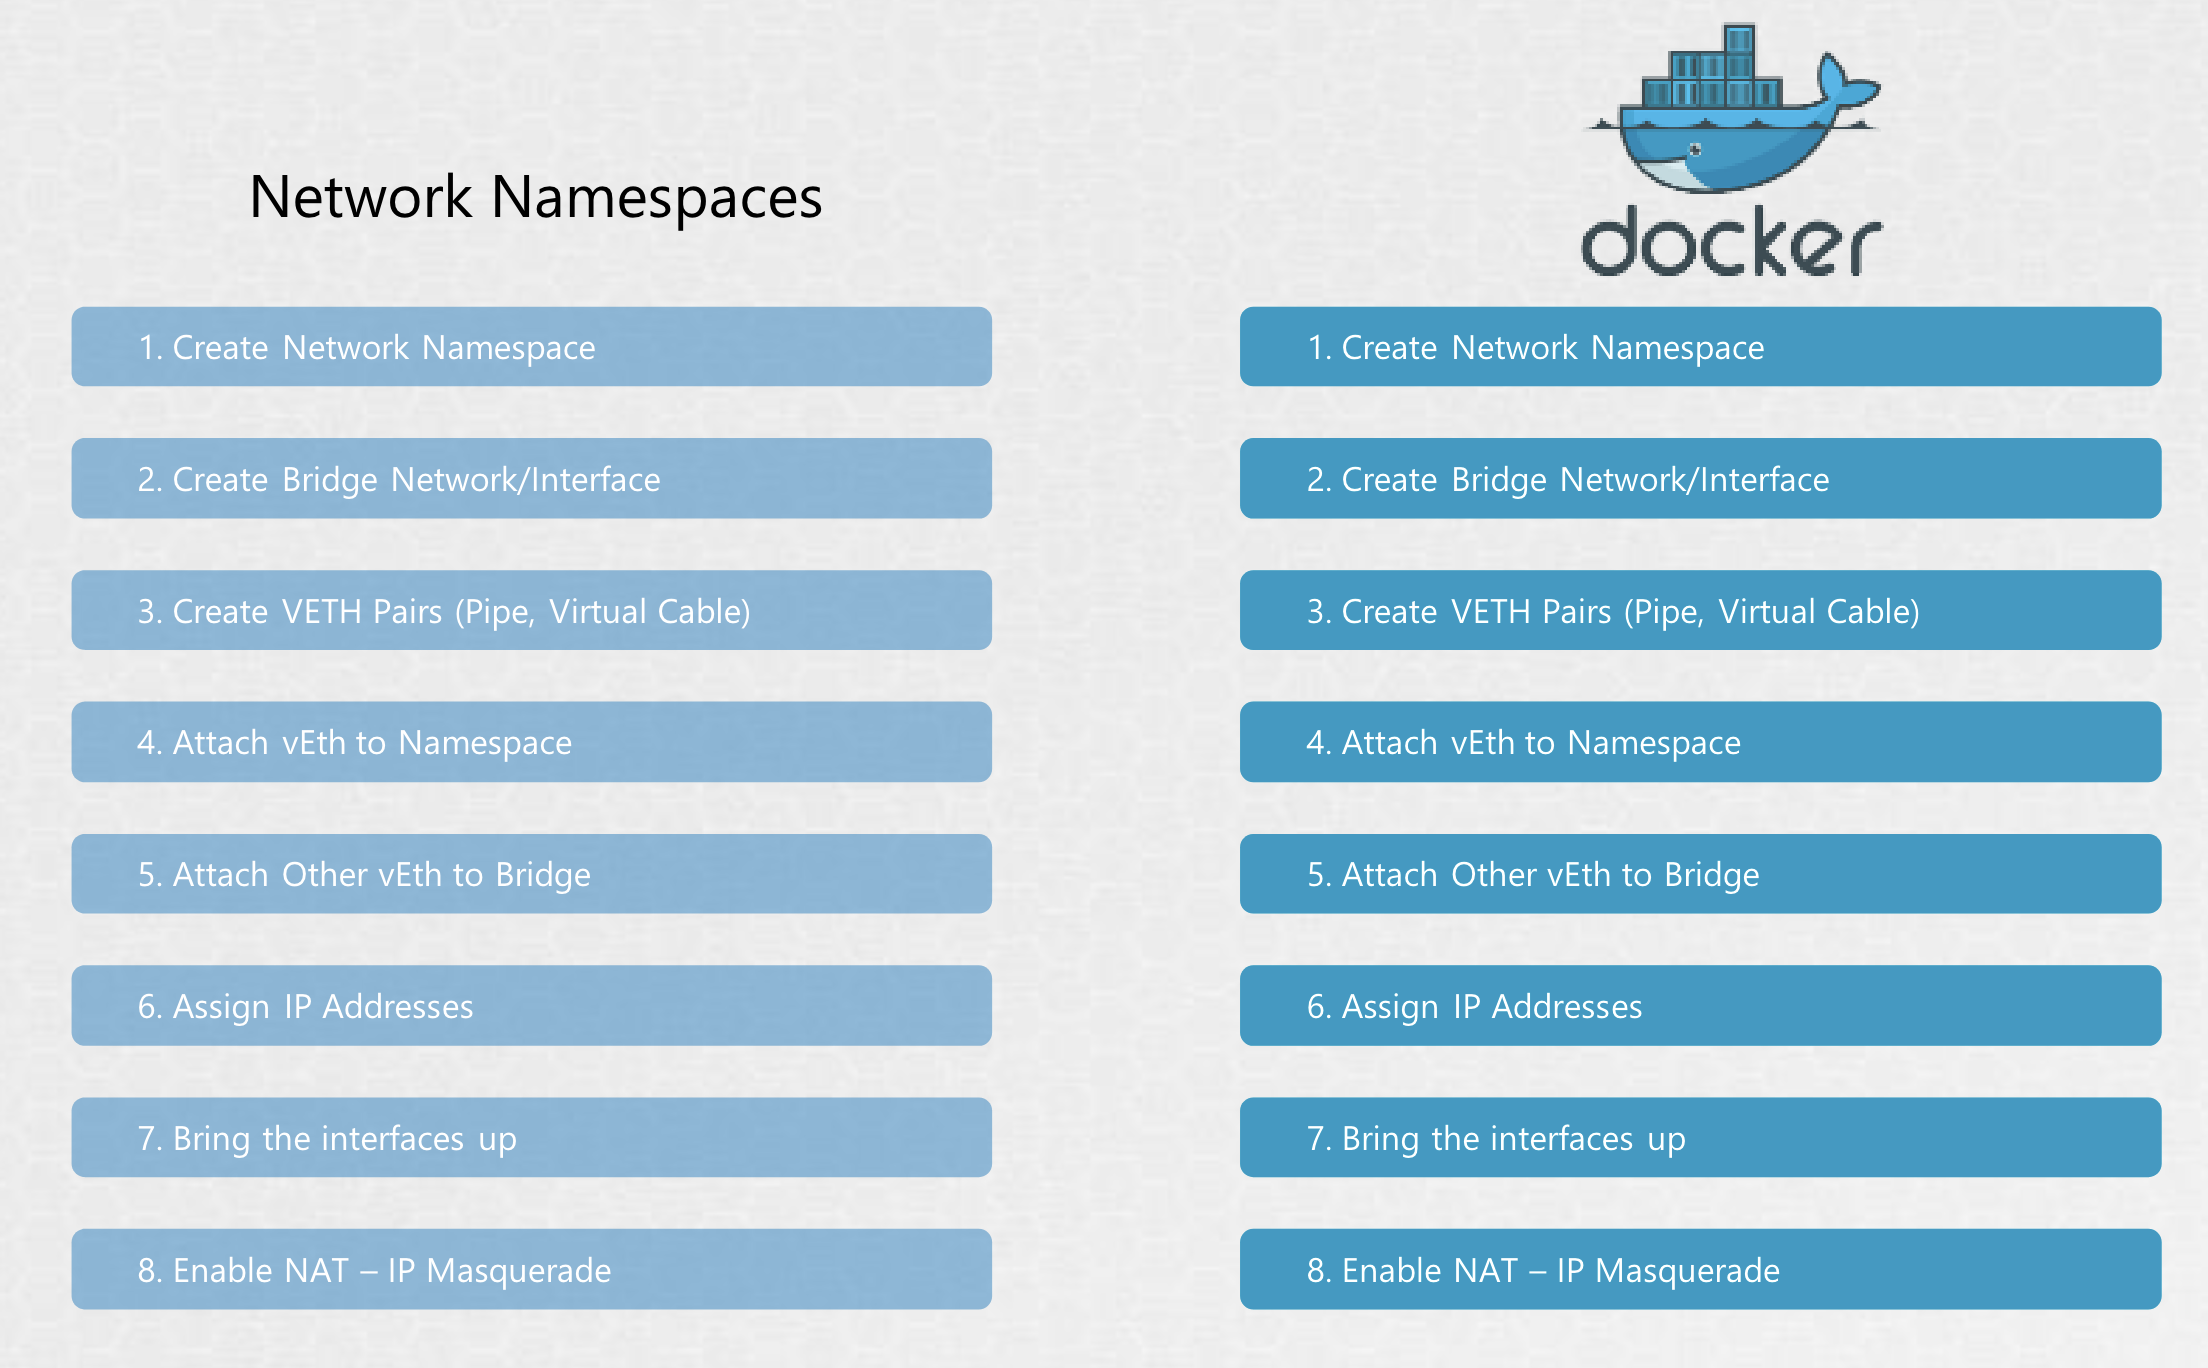 Network Namespaces
1. Create Network Namespace
2. Create Bridge Network/Interface
3. Create VETH Pairs (Pipe, Virtual Cable)
4. Attach vEth to Namespace
5. Attach Other vEth to Bridge
6. Assign IP Addresses
7. Bring the interfaces up
8. Enable NAT – IP Masquerade
docker
1. Create Network Namespace
2. Create Bridge Network/Interface
3. Create VETH Pairs (Pipe, Virtual Cable)
4. Attach vEth to Namespace
5. Attach Other vEth to Bridge
6. Assign IP Addresses
7. Bring the interfaces up
8. Enable NAT – IP Masquerade